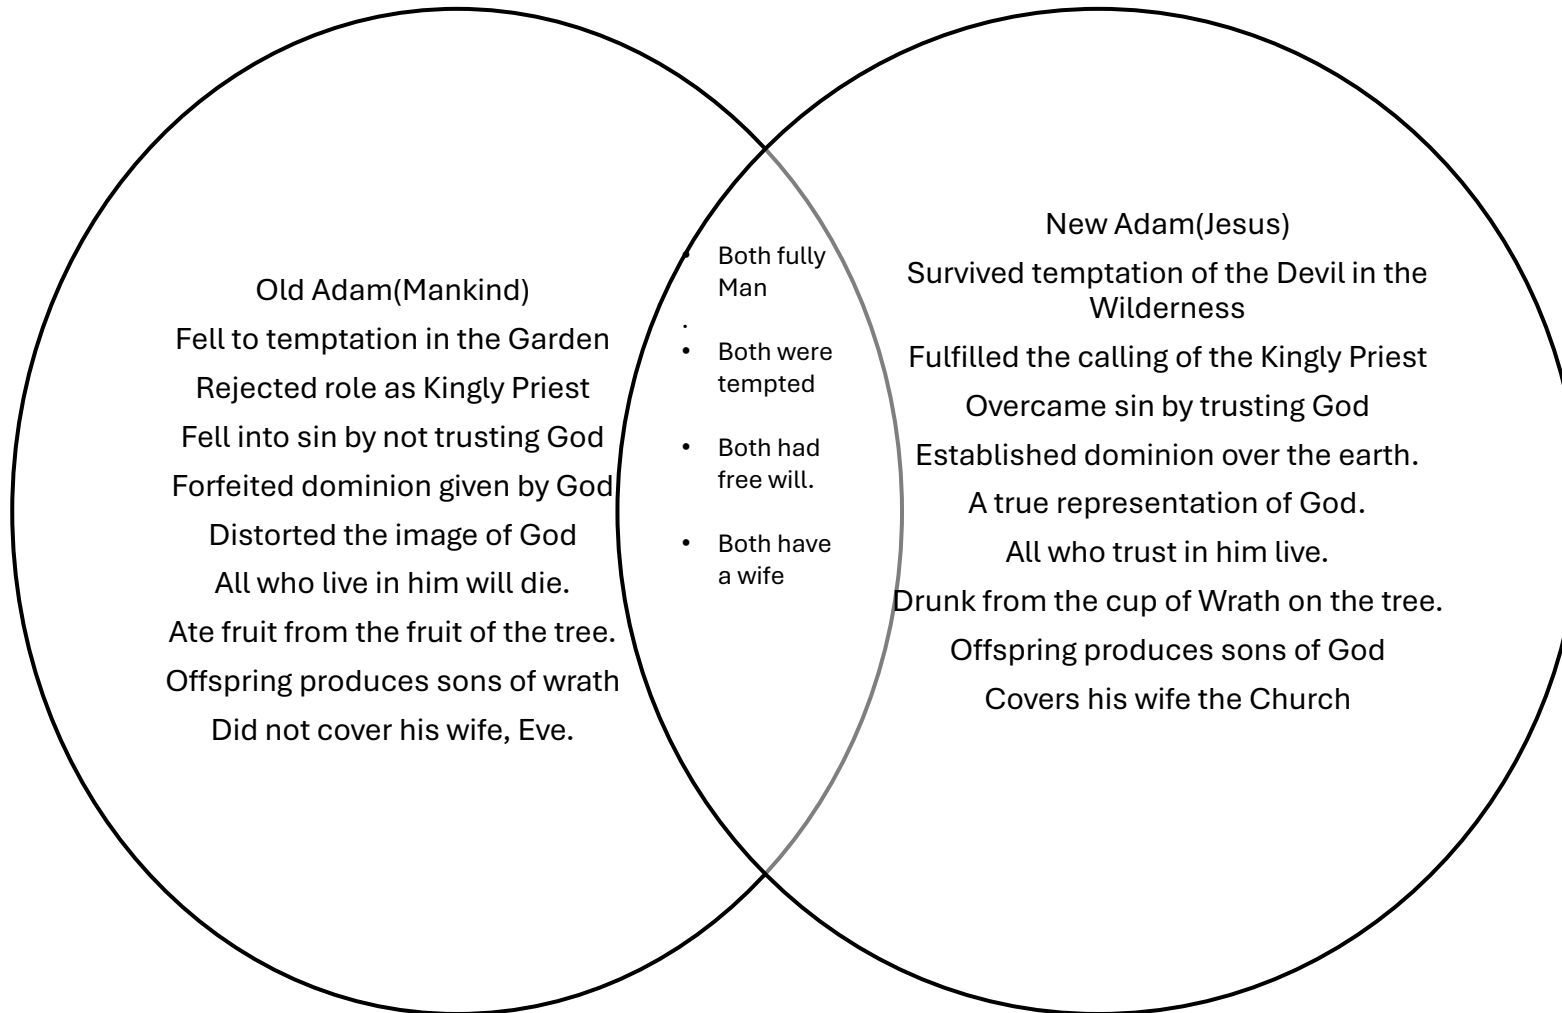 Old Adam(Mankind)
Fell to temptation in the Garden
Rejected role as Kingly Priest
Fell into sin by not trusting God
Forfeited dominion given by God
Distorted the image of God
All who live in him will die.
Ate fruit from the fruit of the tree.
Offspring produces sons of wrath
Did not cover his wife, Eve.
• Both fully
Man
.
• Both were
tempted
• Both had
free will.
• Both have
a wife
New Adam(Jesus)
Survived temptation of the Devil in the
Wilderness
Fulfilled the calling of the Kingly Priest
Overcame sin by trusting God
Established dominion over the earth.
A true representation of God.
All who trust in him live.
Drunk from the cup of Wrath on the tree.
Offspring produces sons of God
Covers his wife the Church